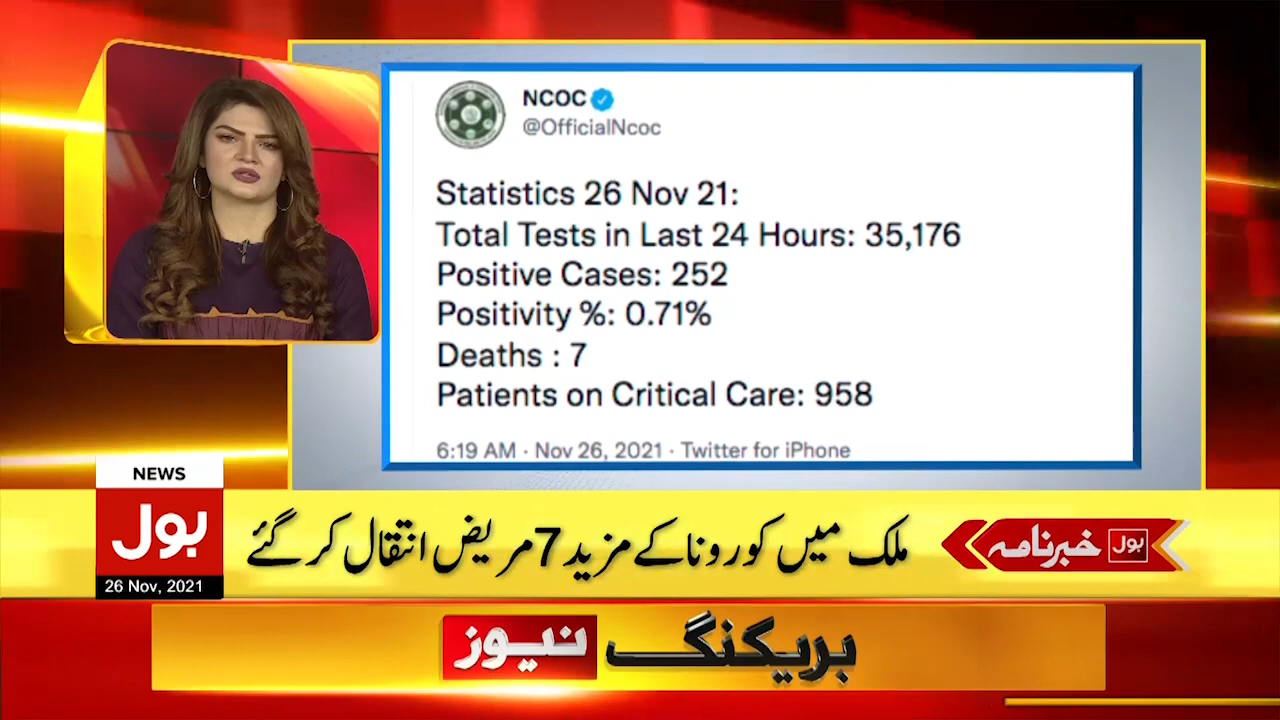 NCOC
@OfficialNcoc
Statistics 26 Nov 21:
Total Tests in Last 24 Hours: 35,176
Positive Cases: 252
Positivity %: 0.71%
Deaths : 7
Patients on Critical Care: 958
6:19 AM · Nov 26, 2021 · Twitter for iPhone
NEWS
بول
26 Nov, 2021
ملک میں کورونا کے مزید 7 مریض انتقال کر گئے
بول خبرنامہ
بریکنگ نیوز